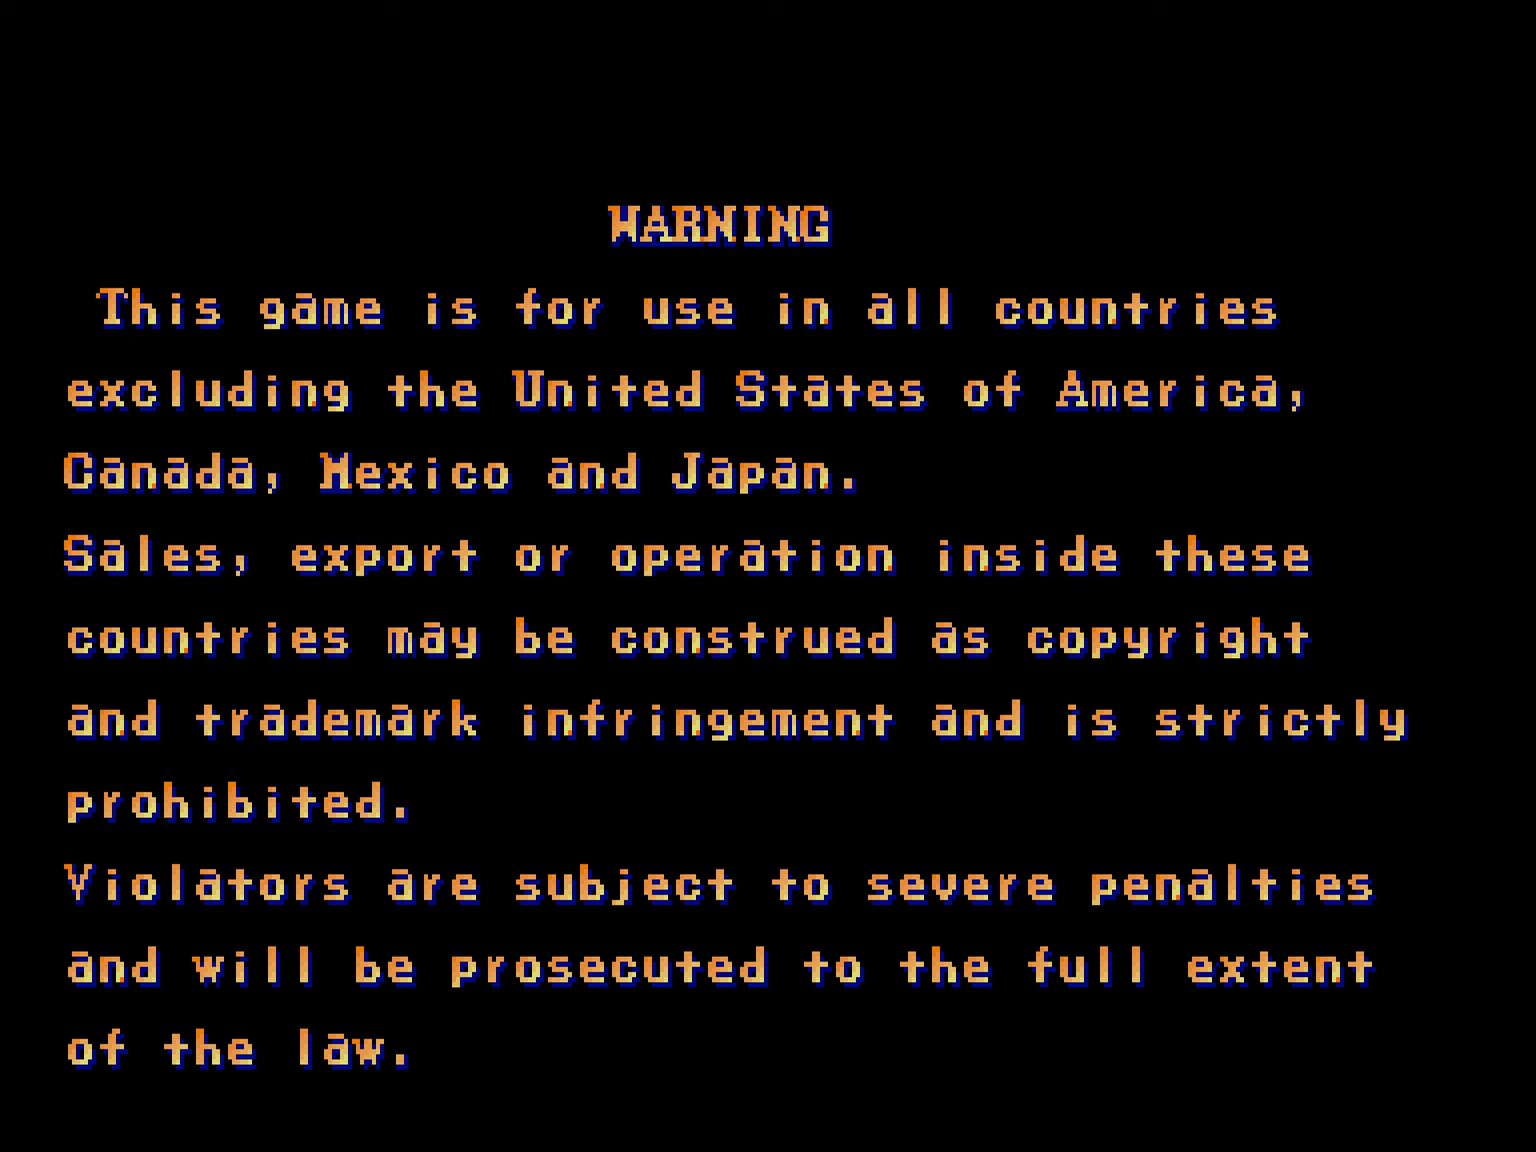 WARNING
This game is for use in all countries
excluding the United States of America,
Canada, Mexico and Japan.
Sales, export or operation inside these
countries may be construed as copyright
and trademark infringement and is strictly
prohibited.
Violators are subject to severe penalties
and will be prosecuted to the full extent
of the law.